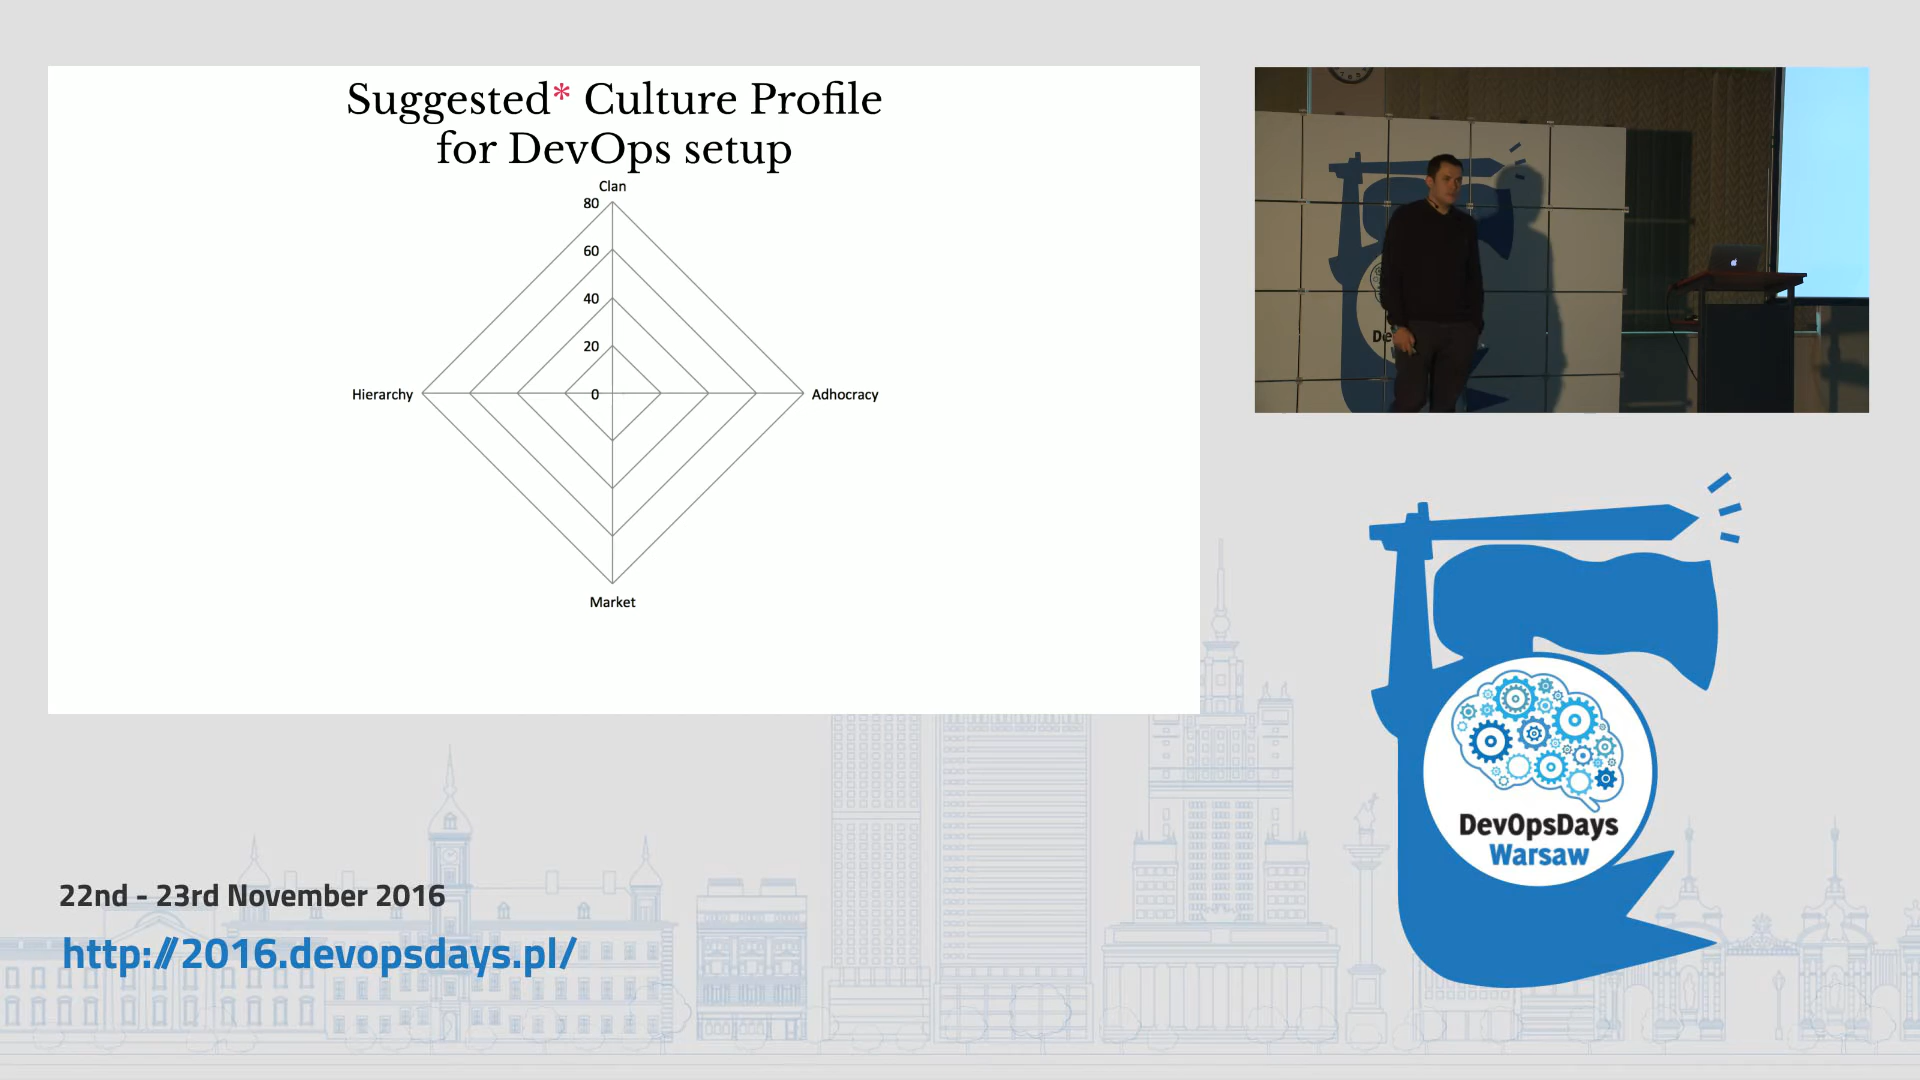 Suggested* Culture Profile
for DevOps setup
Clan
80
60
40
20
0
Hierarchy
Adhocracy
Market
De
W
DevOpsDays
Warsaw
22nd - 23rd November 2016
http://2016.devopsdays.pl/